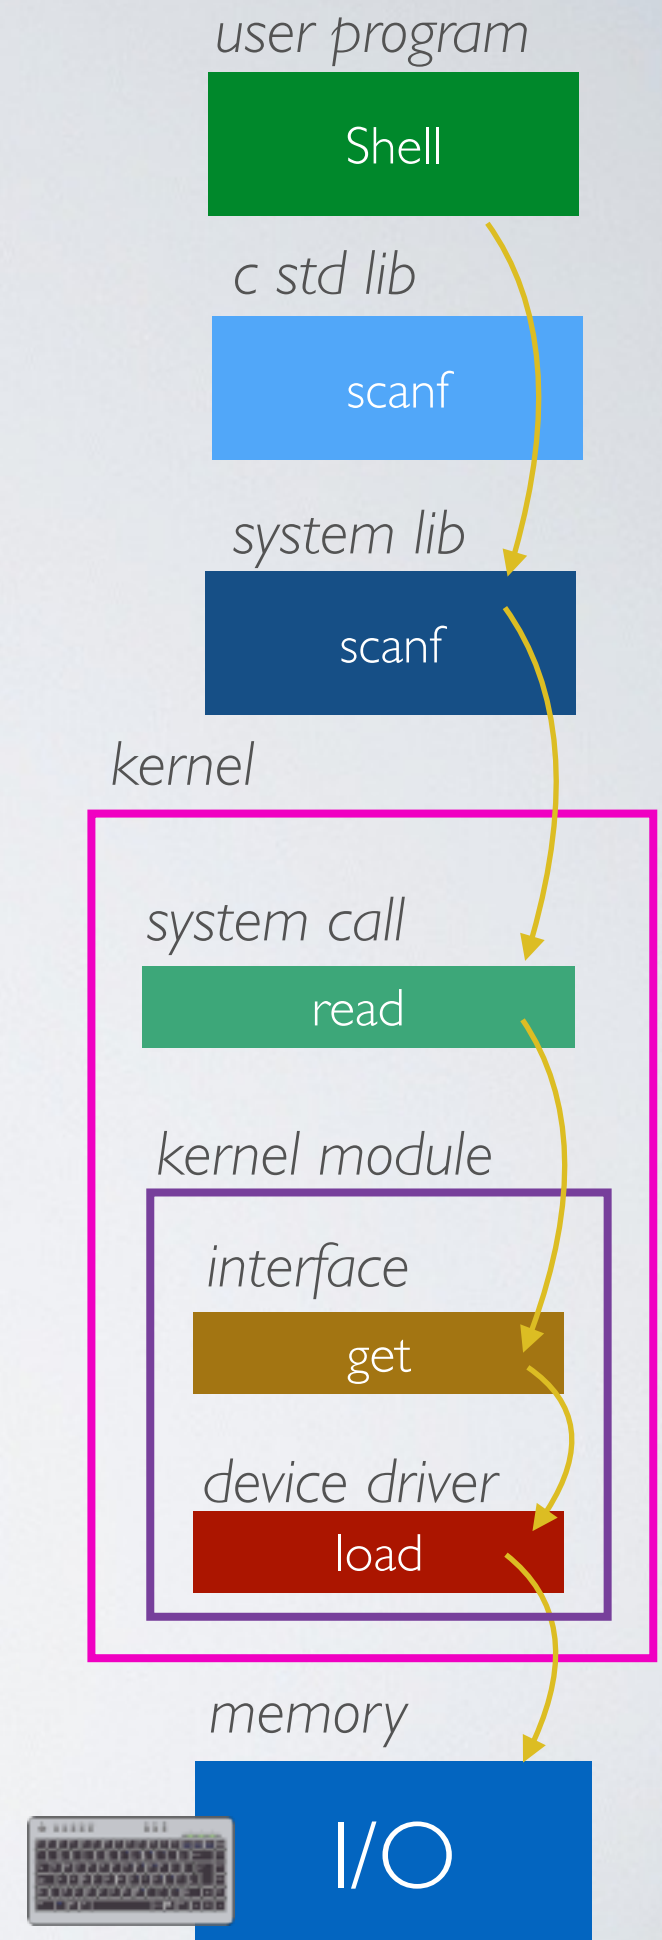 user program
Shell
c std lib
scanf
system lib
scanf
kernel
system call
read
kernel module
interface
get
device driver
load
memory
I/O